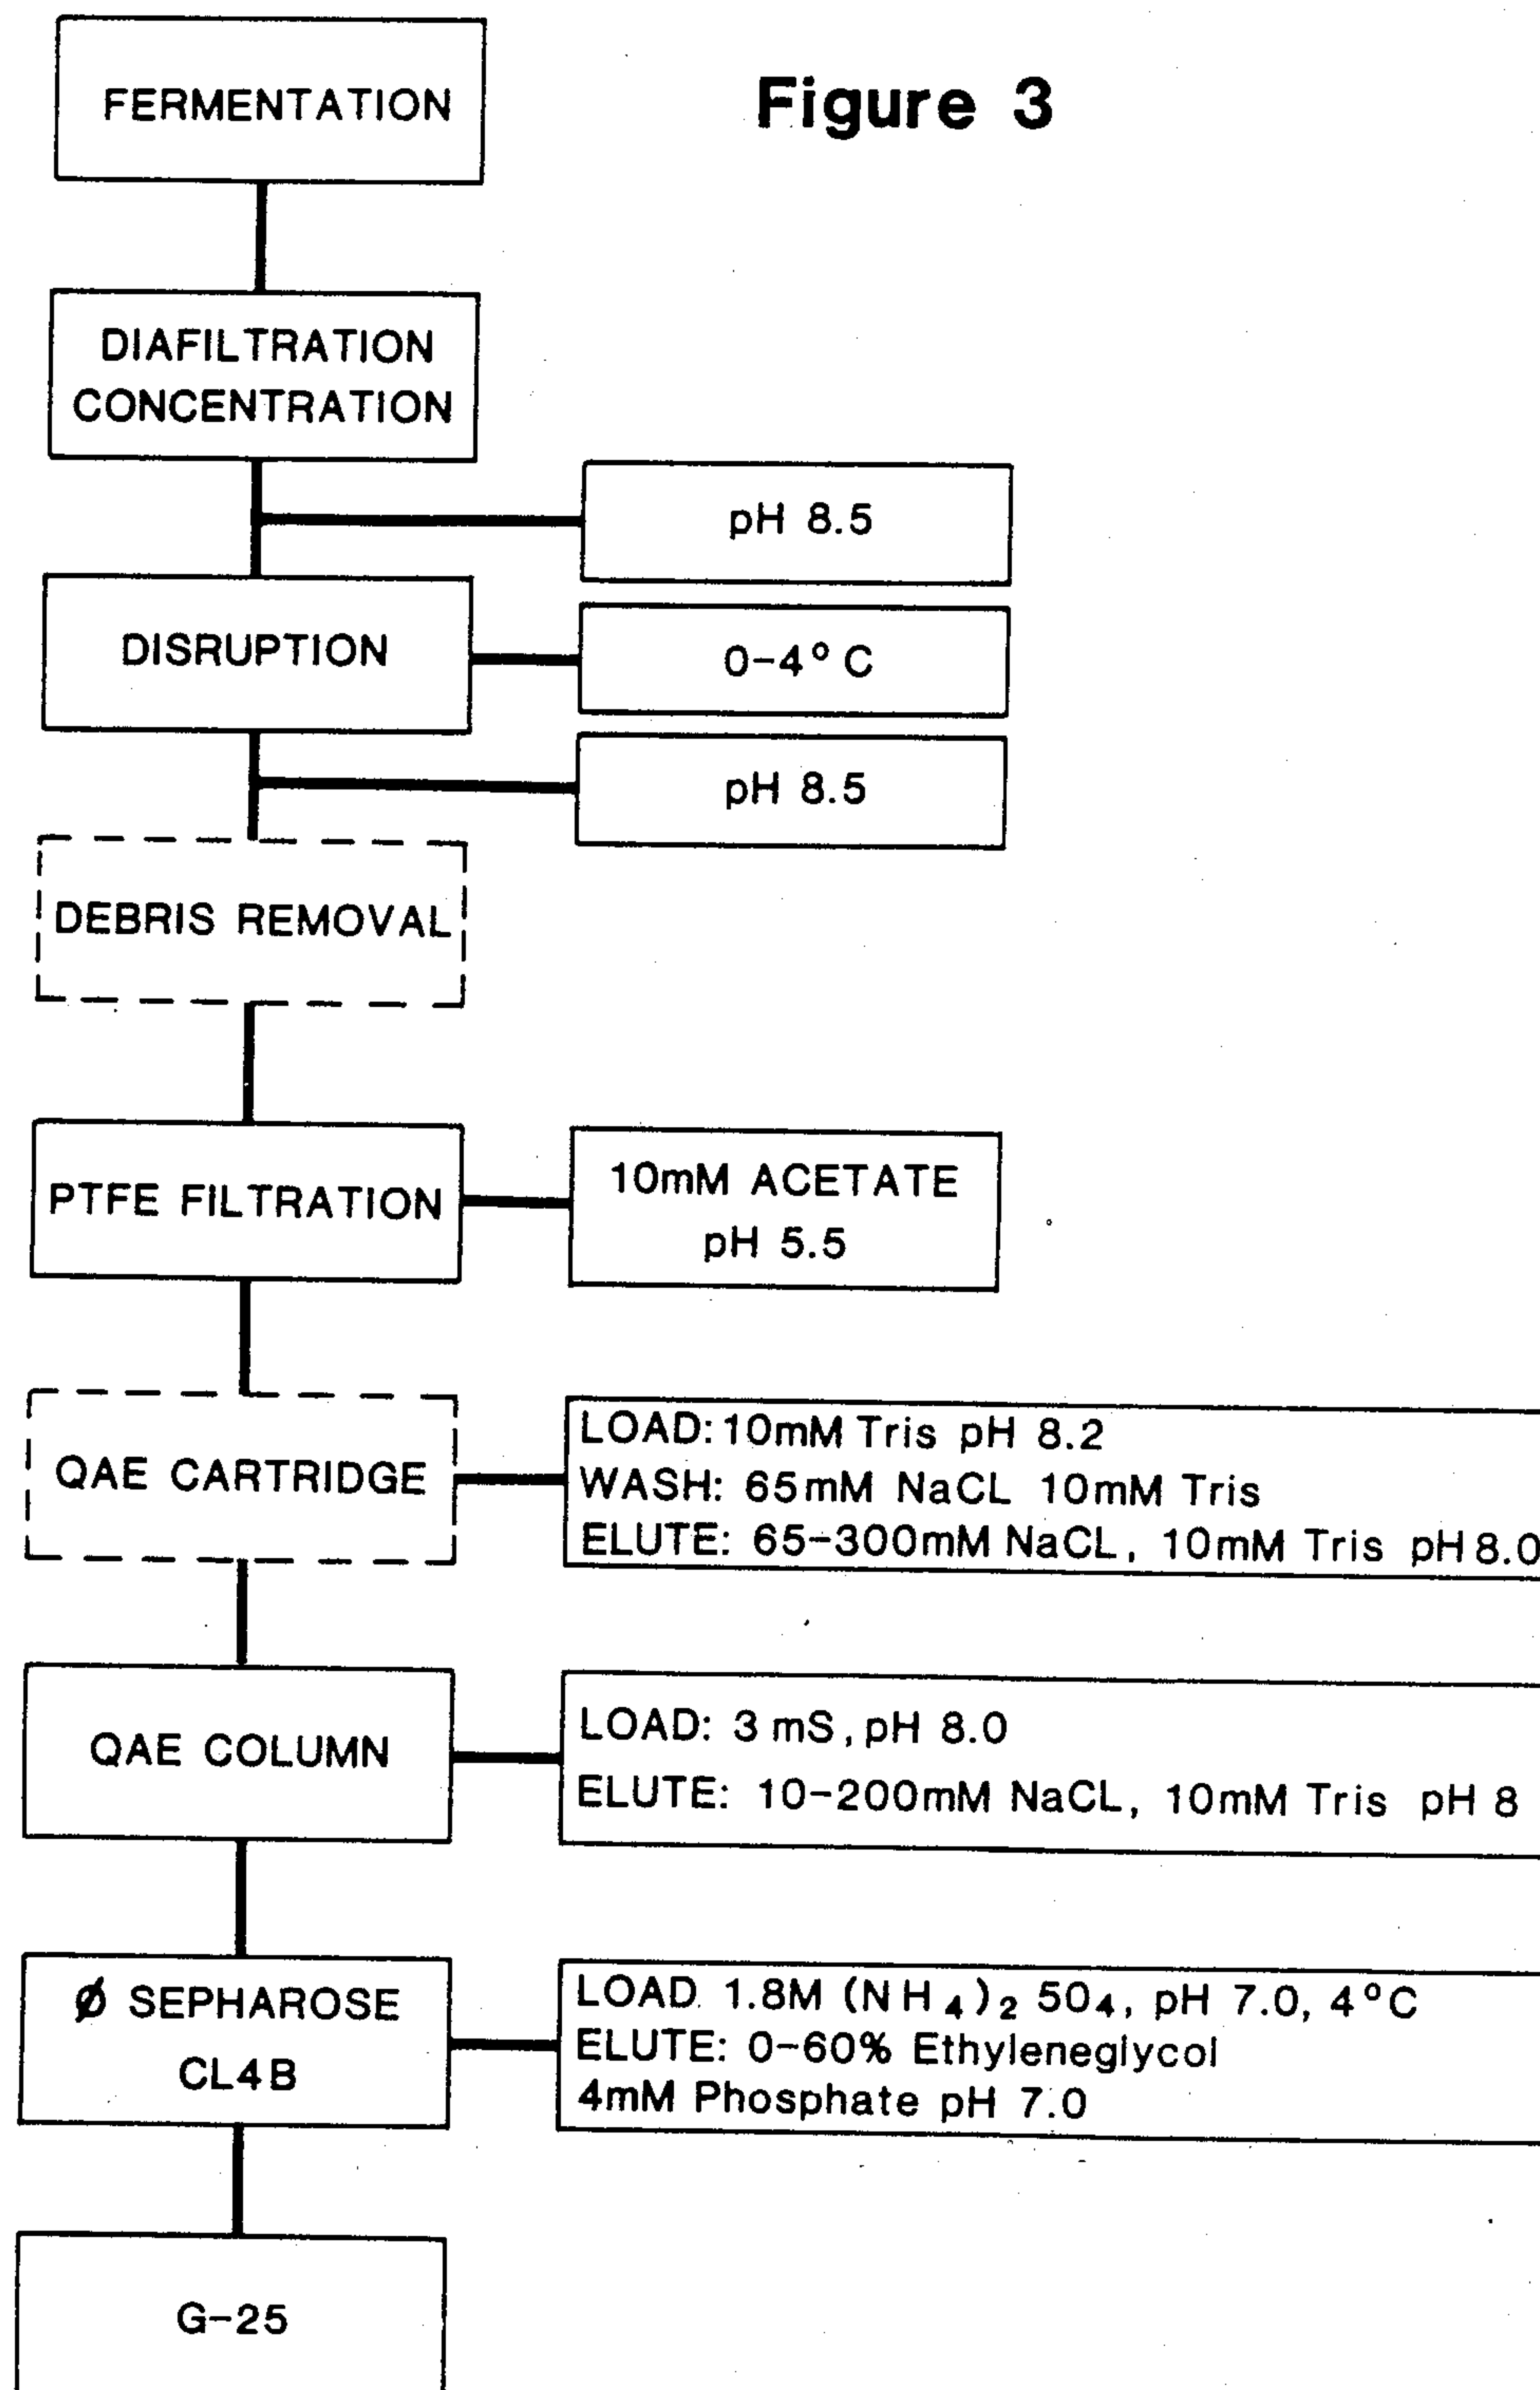 Figure 3
FERMENTATION
DIAFILTRATION
CONCENTRATION
pH 8.5
DISRUPTION
0-4° C
pH 8.5
DEBRIS REMOVAL
PTFE FILTRATION
10mM ACETATE
pH 5.5
QAE CARTRIDGE
LOAD: 10mM Tris pH 8.2
WASH: 65mM NaCL 10mM Tris
ELUTE: 65-300mM NaCL, 10mM Tris pH 8.0
QAE COLUMN
LOAD: 3 mS, pH 8.0
ELUTE: 10-200mM NaCL, 10mM Tris pH 8
Ø SEPHAROSE
CL4B
LOAD. 1.8M (NH₄)₂ 50₄, pH 7.0, 4°C
ELUTE: 0-60% Ethyleneglycol
4mM Phosphate pH 7.0
G-25